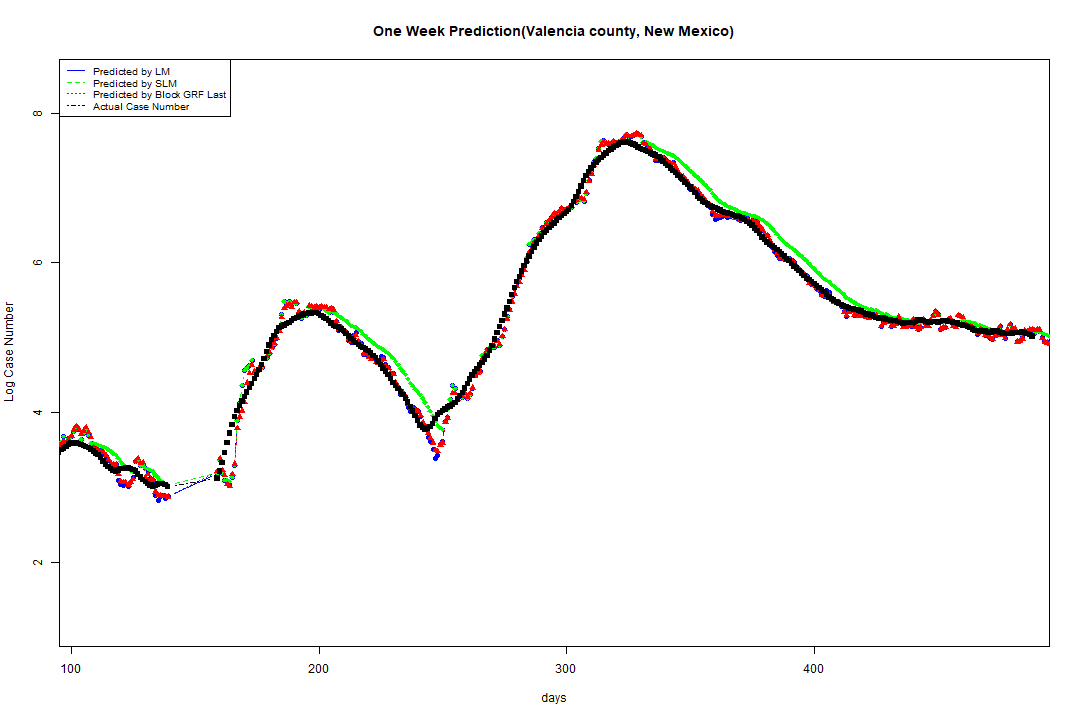 One Week Prediction(Valencia county, New Mexico)
Predicted by LM
Predicted by SLM
Predicted by Block GRF Last
Actual Case Number
8
6
4
2
Log Case Number
100 200 300 400
days